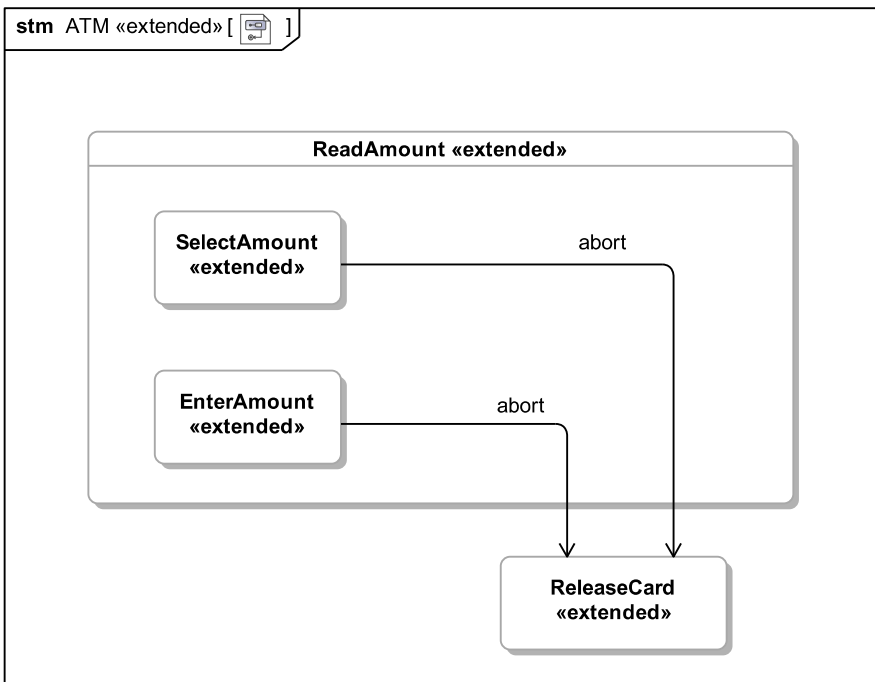 stm ATM «extended» [ ]
ReadAmount «extended»
SelectAmount
«extended»
abort
EnterAmount
«extended»
abort
ReleaseCard
«extended»